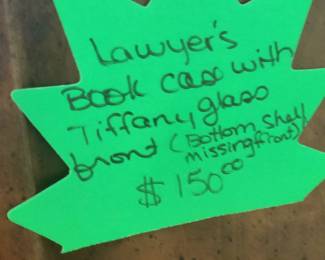 Lawyer's
Book case with
Tiffany glass
front (Bottom shelf
missing front)
$150.00